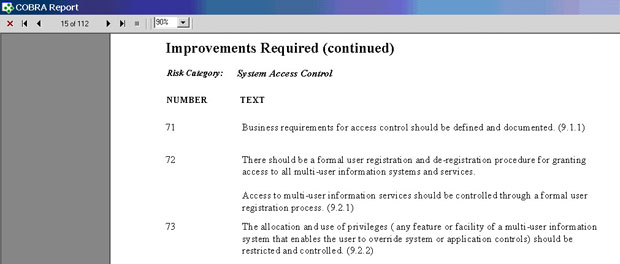 COBRA Report
15 of 112
90%
Improvements Required (continued)
Risk Category: System Access Control
NUMBER TEXT
71 Business requirements for access control should be defined and documented. (9.1.1)
72 There should be a formal user registration and de-registration procedure for granting
access to all multi-user information systems and services.
Access to multi-user information services should be controlled through a formal user
registration process. (9.2.1)
73 The allocation and use of privileges ( any feature or facility of a multi-user information
system that enables the user to override system or application controls) should be
restricted and controlled. (9.2.2)